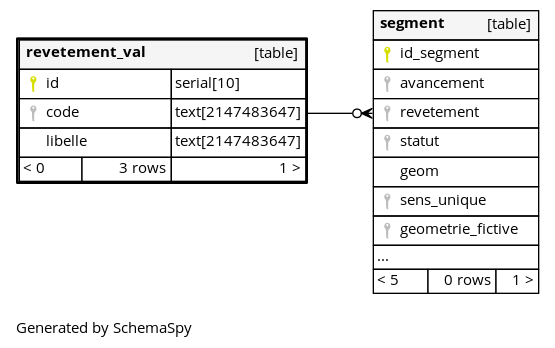 revetement_val [table]
id serial[10]
code text[2147483647]
libelle text[2147483647]
< 0 3 rows 1 >
segment [table]
id_segment
avancement
revetement
statut
geom
sens_unique
geometrie_fictive
...
< 5 0 rows 1 >
Generated by SchemaSpy